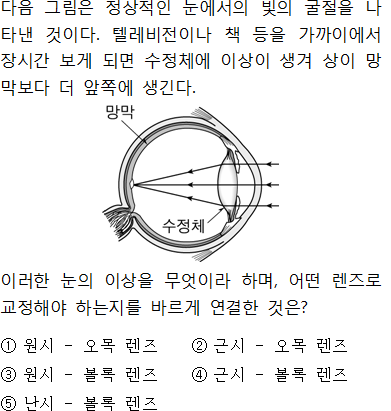 다음 그림은 정상적인 눈에서의 빛의 굴절을 나
타낸 것이다. 텔레비전이나 책 등을 가까이에서
장시간 보게 되면 수정체에 이상이 생겨 상이 망
막보다 더 앞쪽에 생긴다.
망막
수정체
이러한 눈의 이상을 무엇이라 하며, 어떤 렌즈로
교정해야 하는지를 바르게 연결한 것은?
① 원시 - 오목 렌즈 ② 근시 - 오목 렌즈
③ 원시 - 볼록 렌즈 ④ 근시 - 볼록 렌즈
⑤ 난시 - 볼록 렌즈